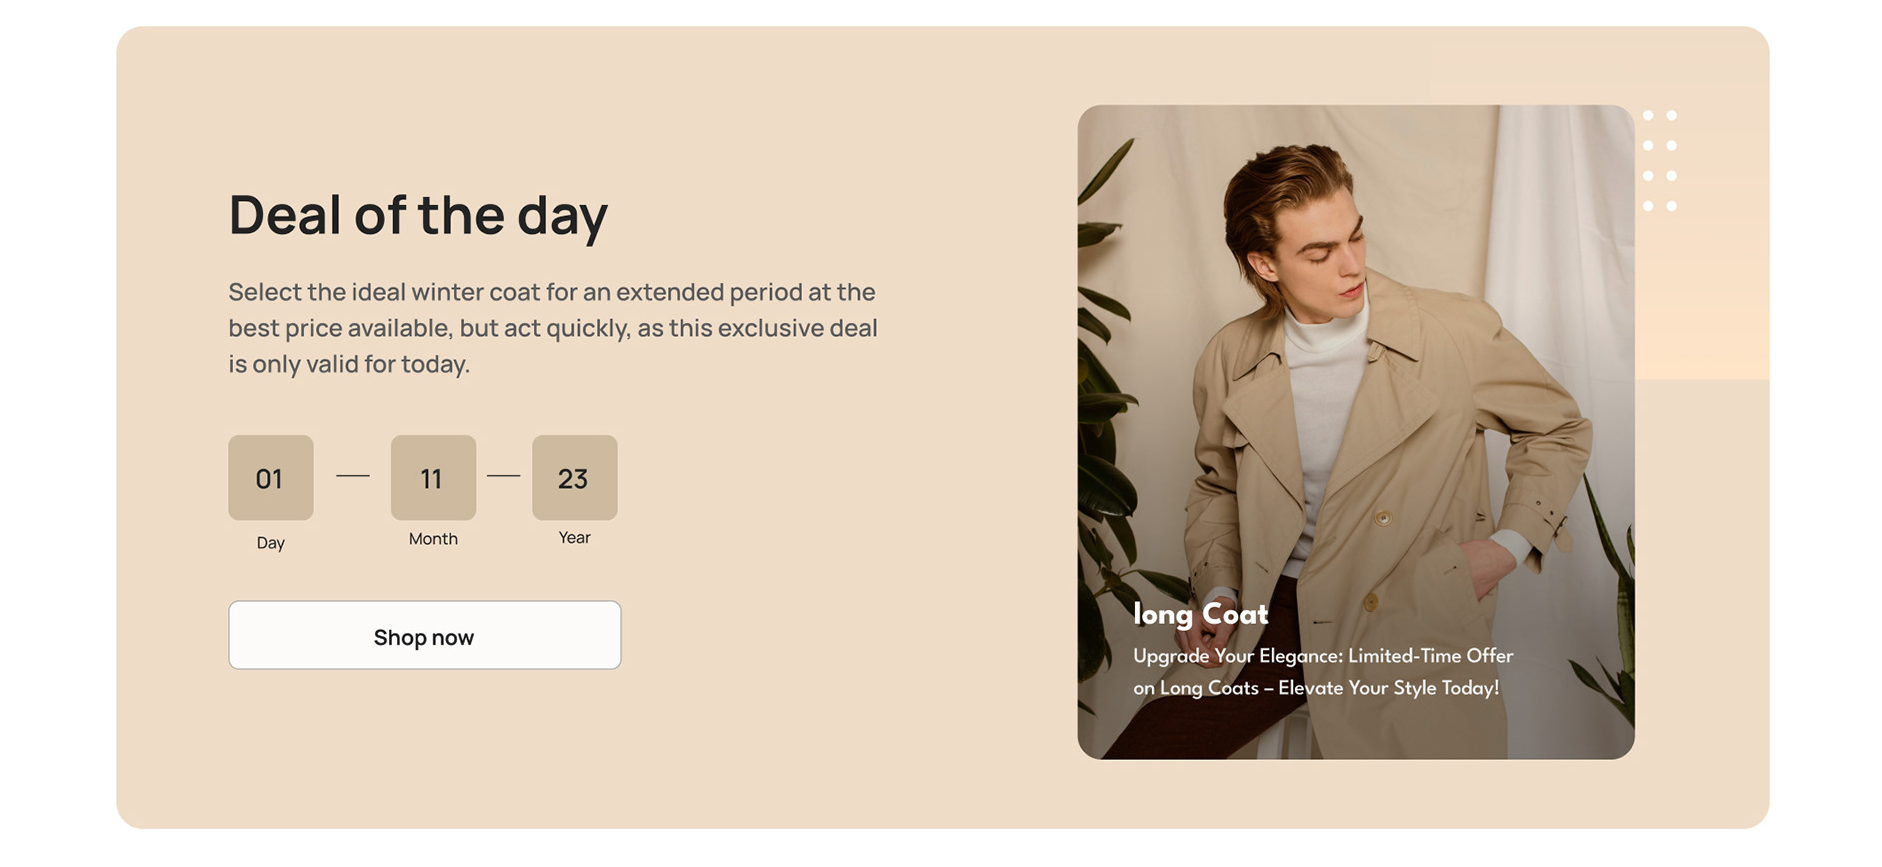 Deal of the day
Select the ideal winter coat for an extended period at the
best price available, but act quickly, as this exclusive deal
is only valid for today.
01 — 11 — 23
Day Month Year
Shop now
long Coat
Upgrade Your Elegance: Limited-Time Offer
on Long Coats – Elevate Your Style Today!